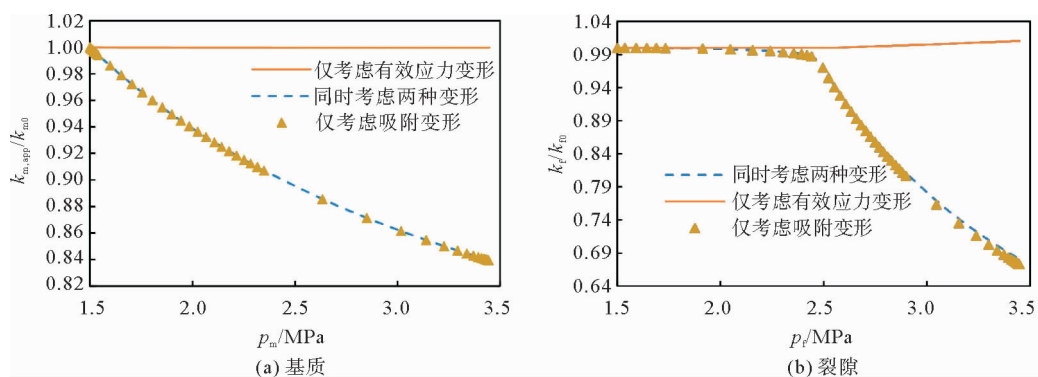 1.02
1.00
0.98
0.96
0.94
0.92
0.90
0.88
0.86
0.84
0.82
k_{m,app}/k_{m0}
仅考虑有效应力变形
同时考虑两种变形
仅考虑吸附变形
1.5 2.0 2.5 3.0 3.5
p_m/MPa
(a) 基质
1.04
0.99
0.94
0.89
0.84
0.79
0.74
0.69
0.64
k_f/k_{f0}
同时考虑两种变形
仅考虑有效应力变形
仅考虑吸附变形
1.5 2.0 2.5 3.0 3.5
p_f/MPa
(b) 裂隙